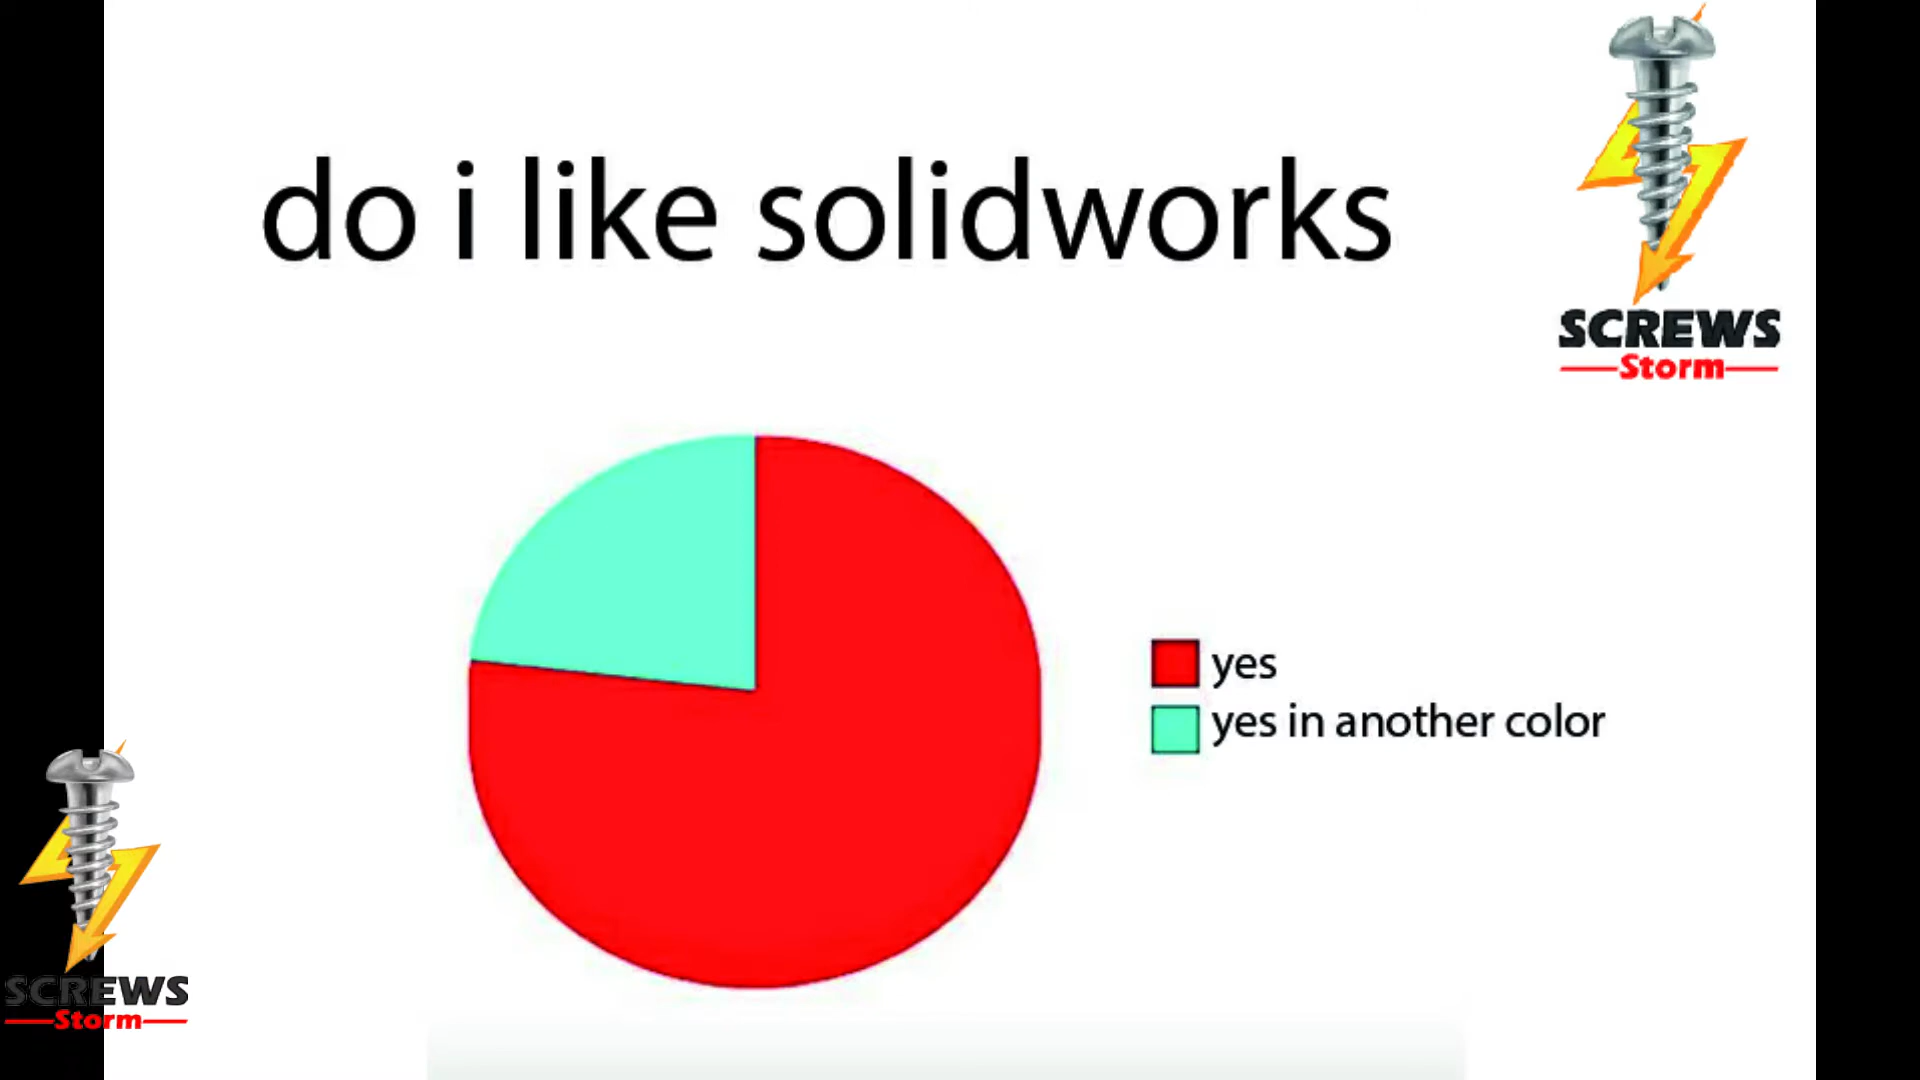 do i like solidworks
SCREWS
Storm
yes
yes in another color
SCREWS
Storm